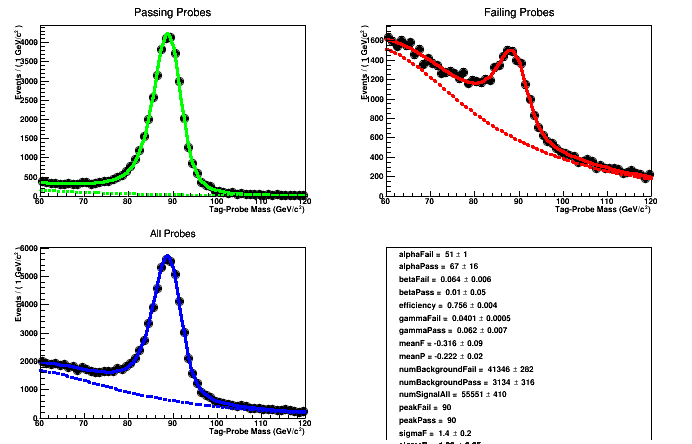 Passing Probes
Events / ( 1 GeV/c² )
4000
3500
3000
2500
2000
1500
1000
500
0
60 70 80 90 100 110 120
Tag-Probe Mass (GeV/c²)
Failing Probes
Events / ( 1 GeV/c² )
1600
1400
1200
1000
800
600
400
200
0
60 70 80 90 100 110 120
Tag-Probe Mass (GeV/c²)
All Probes
Events / ( 1 GeV/c² )
6000
5000
4000
3000
2000
1000
0
60 70 80 90 100 110 120
Tag-Probe Mass (GeV/c²)
alphaFail = 51 ± 1
alphaPass = 67 ± 16
betaFail = 0.064 ± 0.006
betaPass = 0.01 ± 0.05
efficiency = 0.756 ± 0.004
gammaFail = 0.0401 ± 0.0005
gammaPass = 0.062 ± 0.007
meanF = -0.316 ± 0.09
meanP = -0.222 ± 0.02
numBackgroundFail = 41346 ± 282
numBackgroundPass = 3134 ± 316
numSignalAll = 55551 ± 410
peakFail = 90
peakPass = 90
sigmaF = 1.4 ± 0.2